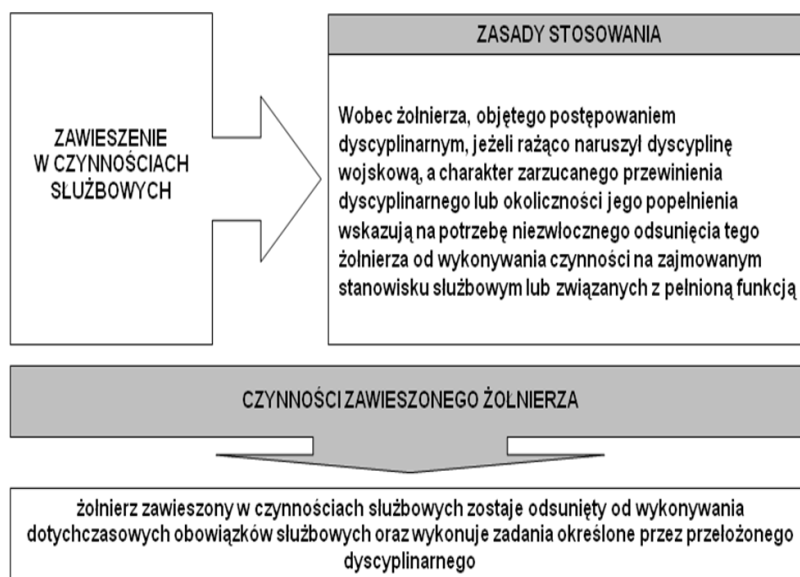 ZAWIESZENIE
W CZYNNOŚCIACH
SŁUŻBOWYCH
ZASADY STOSOWANIA
Wobec żołnierza, objętego postępowaniem
dyscyplinarnym, jeżeli rażąco naruszył dyscyplinę
wojskową, a charakter zarzucanego przewinienia
dyscyplinarnego lub okoliczności jego popełnienia
wskazują na potrzebę niezwłocznego odsunięcia tego
żołnierza od wykonywania czynności na zajmowanym
stanowisku służbowym lub związanych z pełnioną funkcją
CZYNNOŚCI ZAWIESZONEGO ŻOŁNIERZA
żołnierz zawieszony w czynnościach służbowych zostaje odsunięty od wykonywania
dotychczasowych obowiązków służbowych oraz wykonuje zadania określone przez przełożonego
dyscyplinarnego